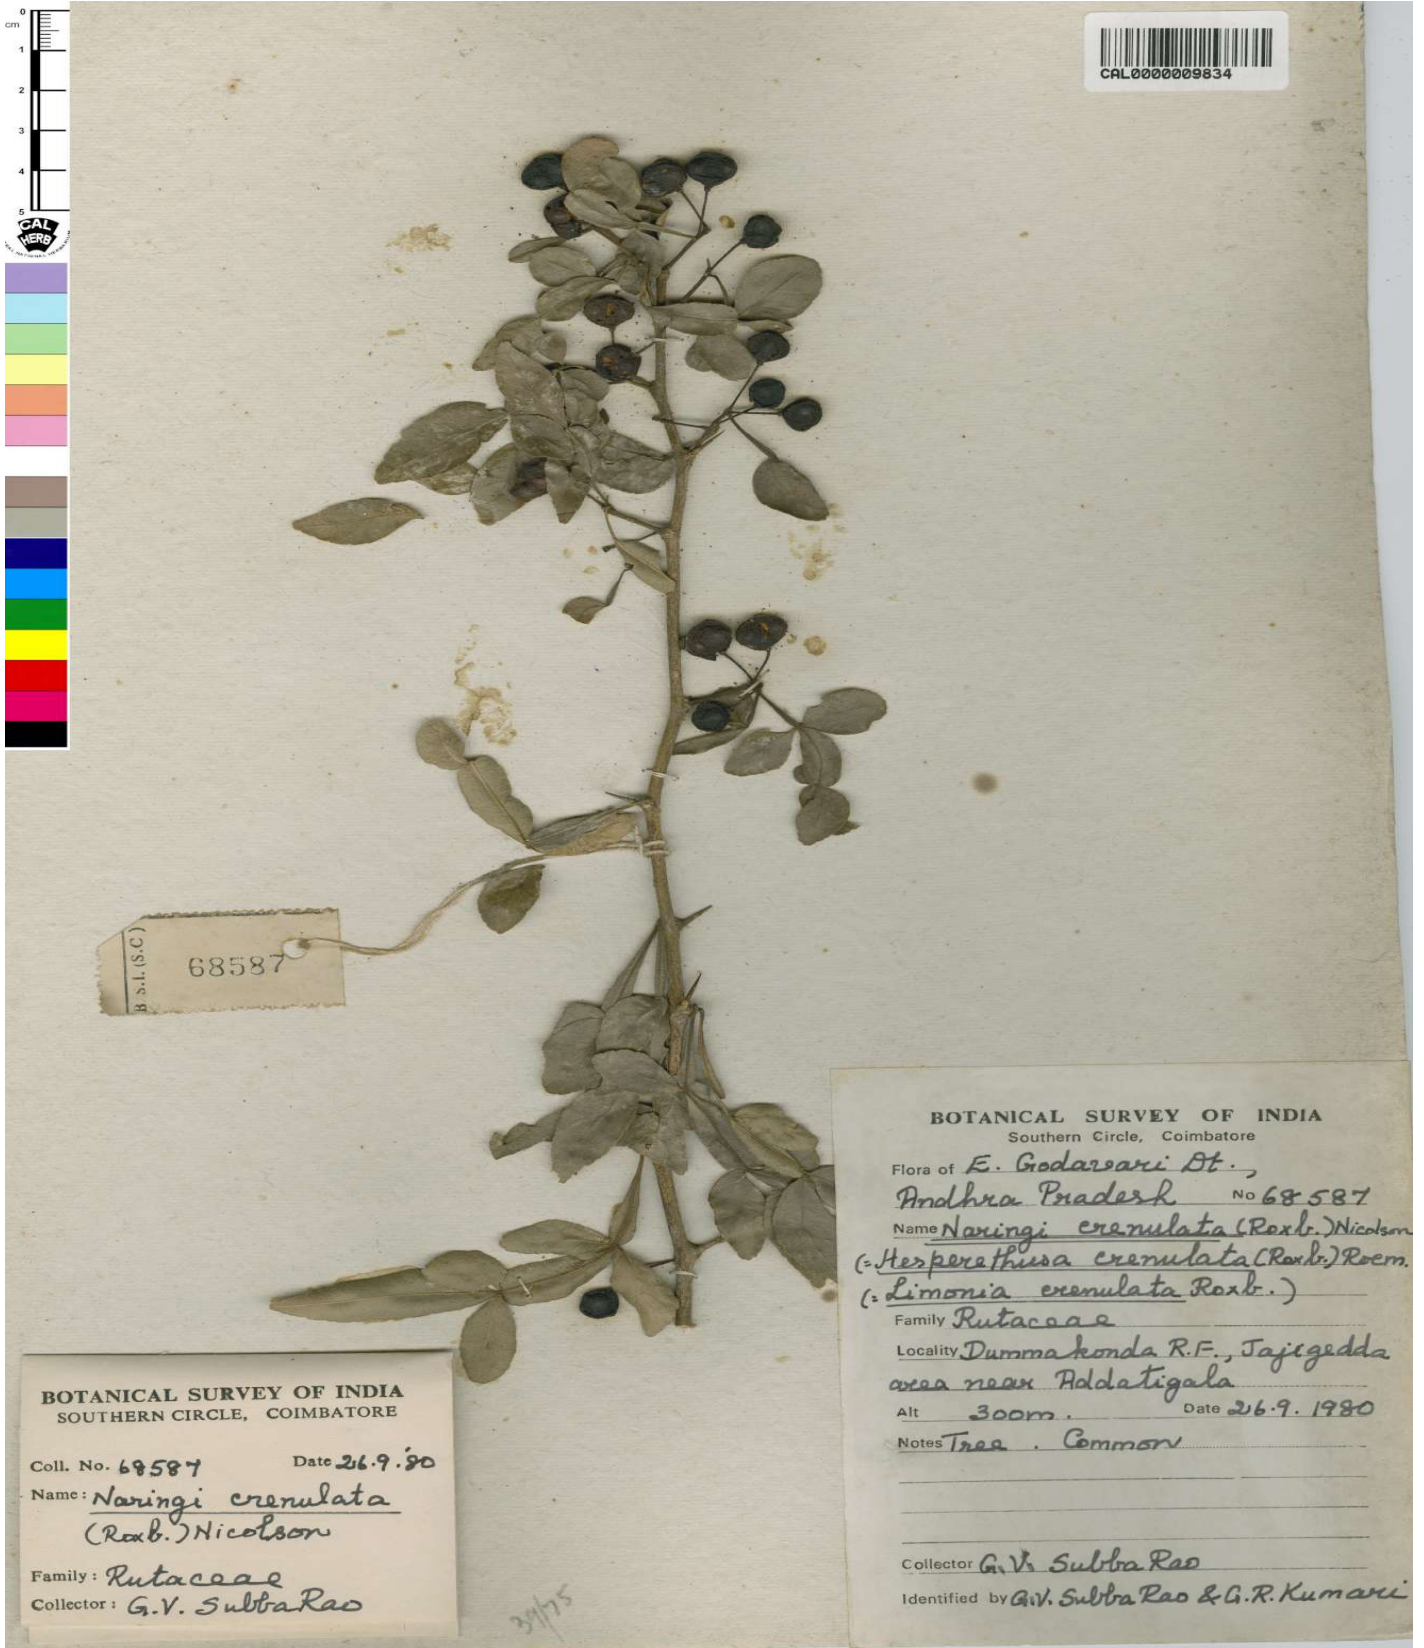 0
cm
1
2
3
4
5
CAL
HERB
CAL0000009834
B S.I. (S.C)
68587
BOTANICAL SURVEY OF INDIA
Southern Circle, Coimbatore
Flora of E. Godavari Dt.,
Andhra Pradesh No 68587
Name Naringi crenulata (Roxb.) Nicolson
(= Hesperethusa crenulata (Roxb.) Roem.
(= Limonia crenulata Roxb.)
Family Rutaceae
Locality Dummakonda R.F., Jajigedda
area near Addatigala
Alt 300m. Date 26.9.1980
Notes Tree. Common
Collector G.V. Subba Rao
Identified by G.V. Subba Rao & G.R. Kumari
BOTANICAL SURVEY OF INDIA
SOUTHERN CIRCLE, COIMBATORE
Coll. No. 68587 Date 26.9.'80
Name: Naringi crenulata
(Roxb.) Nicolson
Family: Rutaceae
Collector: G.V. Subba Rao